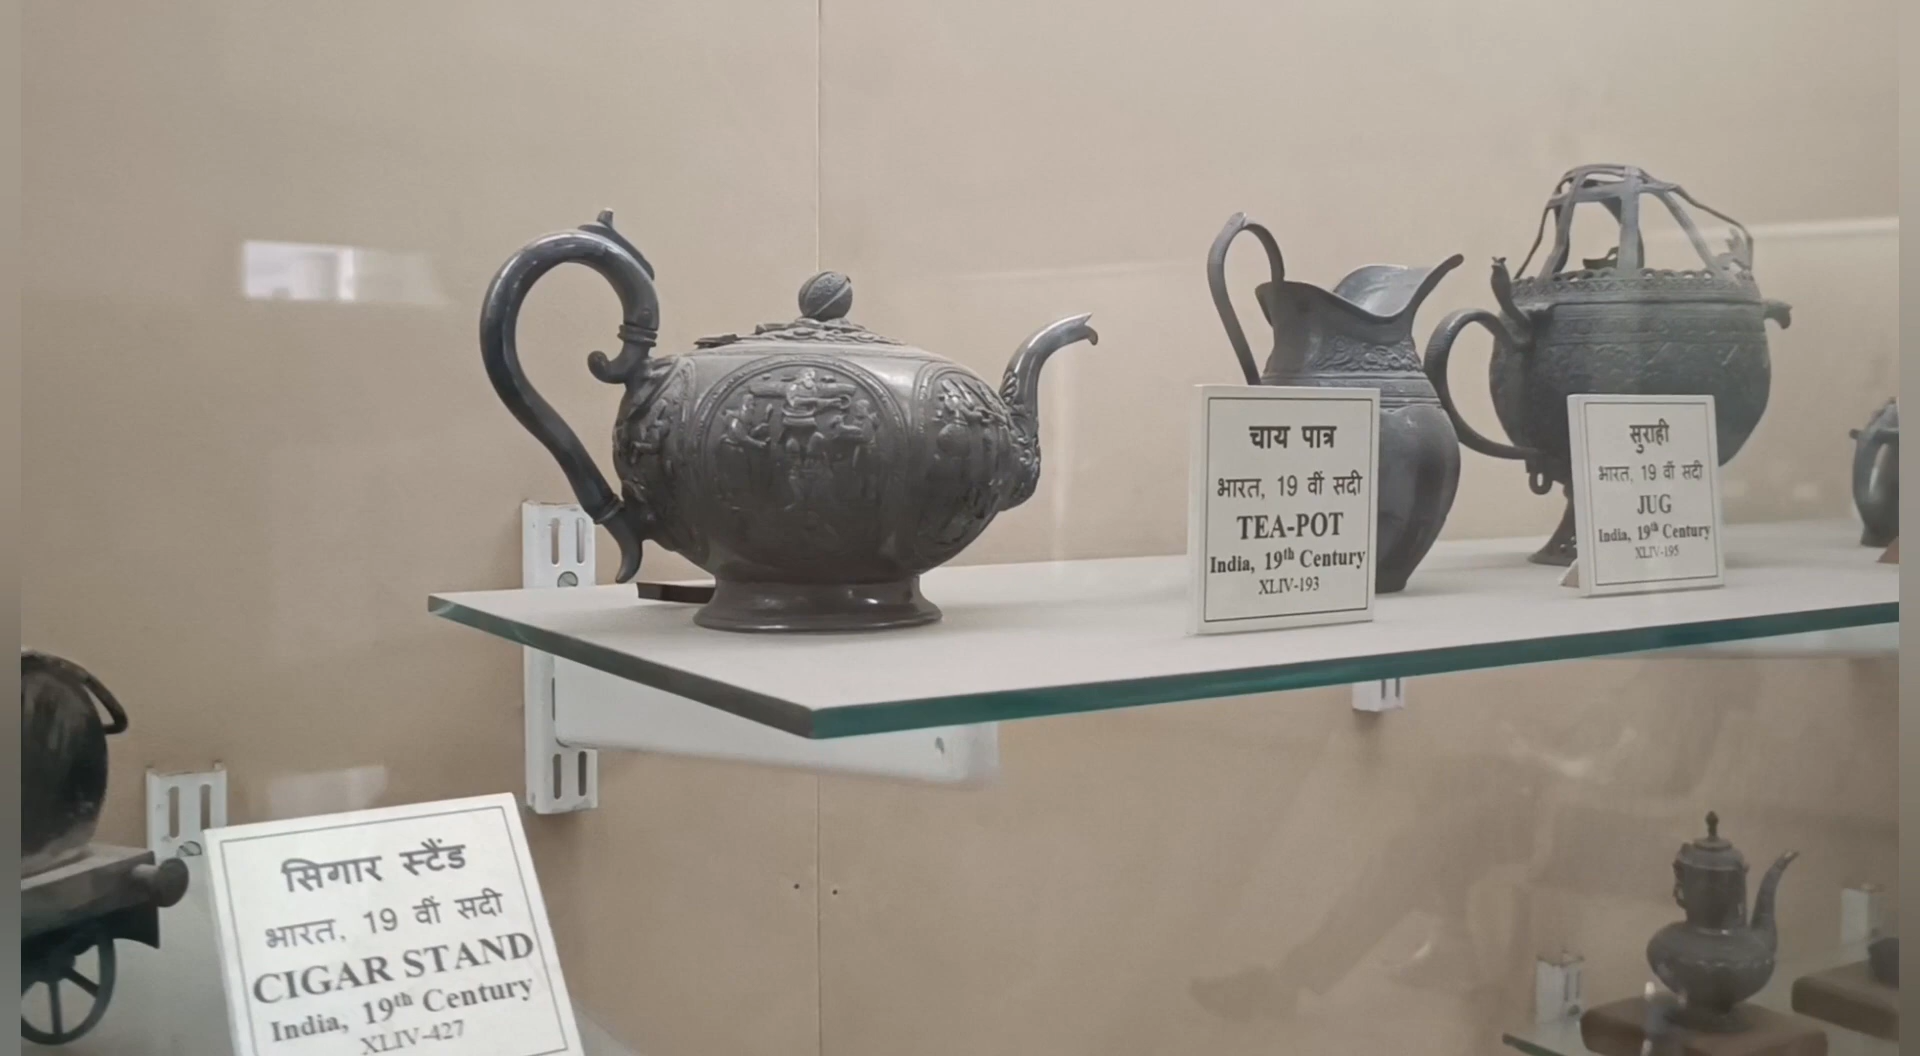 चाय पात्र
भारत, 19 वीं सदी
TEA-POT
India, 19th Century
XLIV-193
सुराही
भारत, 19 वीं सदी
JUG
India, 19th Century
XLIV-195
सिगार स्टैंड
भारत, 19 वीं सदी
CIGAR STAND
India, 19th Century
XLIV-427